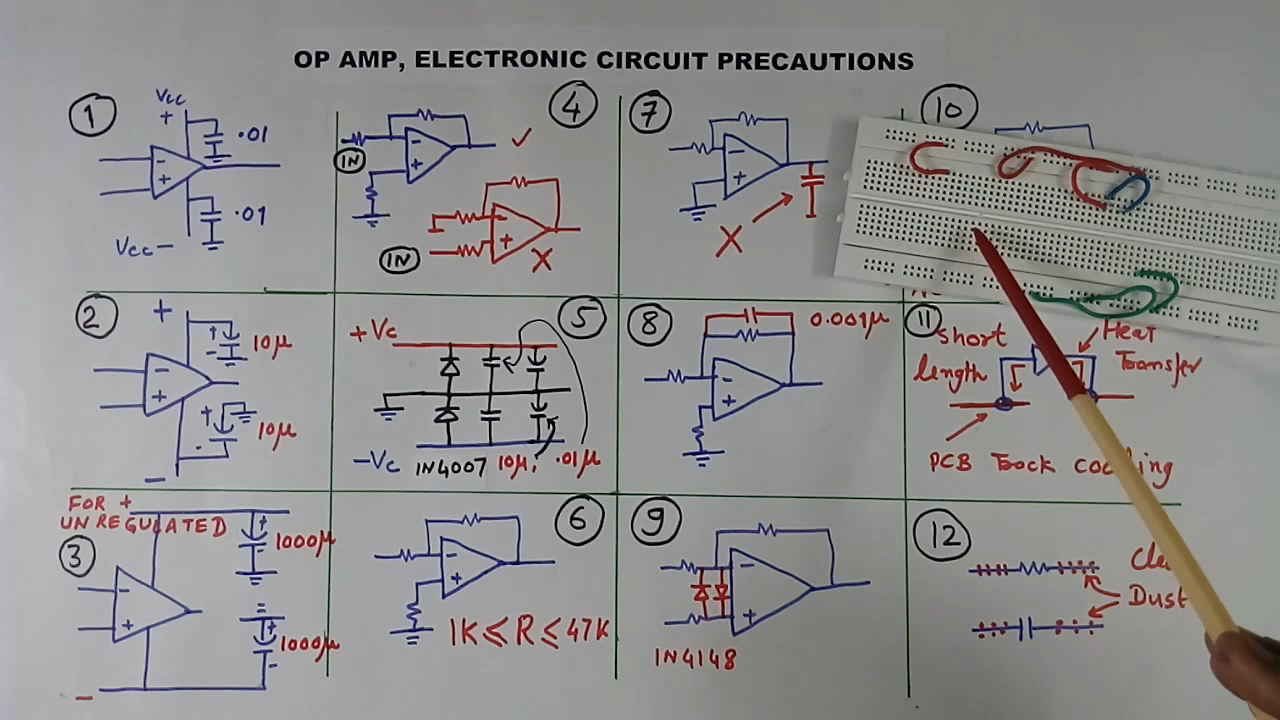 OP AMP, ELECTRONIC CIRCUIT PRECAUTIONS
1
Vcc
+
.01
-
+
.01
Vcc -
4
IN
-
+
✓
-
+
IN
X
7
-
+
X
10
2
+
-
10µ
-
+
+
-
10µ
-
5
+Vc
-Vc
1N4007 10µ, .01µ
8
0.001µ
-
+
11
Short
length
Heat
Transfer
PCB Track cooling
FOR +
UNREGULATED
3
+
1000µ
-
+
+
1000µ
-
-
6
-
+
1K ≤ R ≤ 47K
9
-
+
1N4148
12
Dust